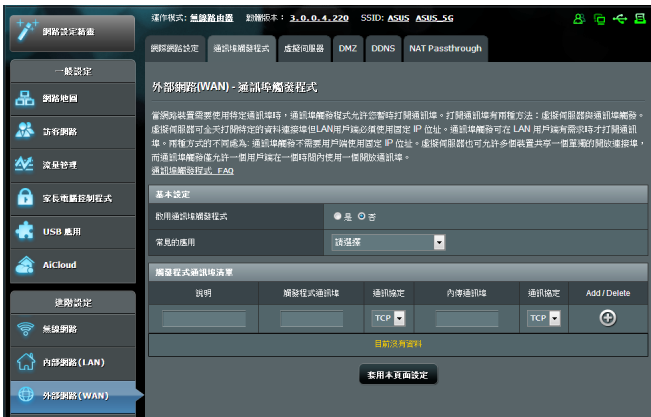 網路設定精靈
運作模式: 無線路由器 韌體版本: 3.0.0.4.220 SSID: ASUS ASUS_5G
網際網路設定 通訊埠觸發程式 虛擬伺服器 DMZ DDNS NAT Passthrough
一般設定
網路地圖
訪客網路
流量管理
家長電腦控制程式
USB 應用
AiCloud
進階設定
無線網路
內部網路(LAN)
外部網路(WAN)
外部網路(WAN) - 通訊埠觸發程式
當網路裝置需要使用特定通訊埠時，通訊埠觸發程式允許您暫時打開通訊埠。打開通訊埠有兩種方法：虛擬伺服器與通訊埠觸發。
虛擬伺服器可全天打開特定的資料連接埠但LAN用戶端必須使用固定 IP 位址。通訊埠觸發可在 LAN 用戶端有需求時才打開通訊
埠。兩種方式的不同處為: 通訊埠觸發不需要用戶端使用固定 IP 位址。虛擬伺服器也可允許多個裝置共享一個單獨的開放連接埠，
而通訊埠觸發僅允許一個用戶端在一個時間內使用一個開放通訊埠。
通訊埠觸發程式 FAQ
基本設定
啟用通訊埠觸發程式 是 否
常見的應用 請選擇
觸發程式通訊埠清單
說明 觸發程式通訊埠 通訊協定 內傳通訊埠 通訊協定 Add / Delete
TCP TCP
目前沒有資料
套用本頁面設定